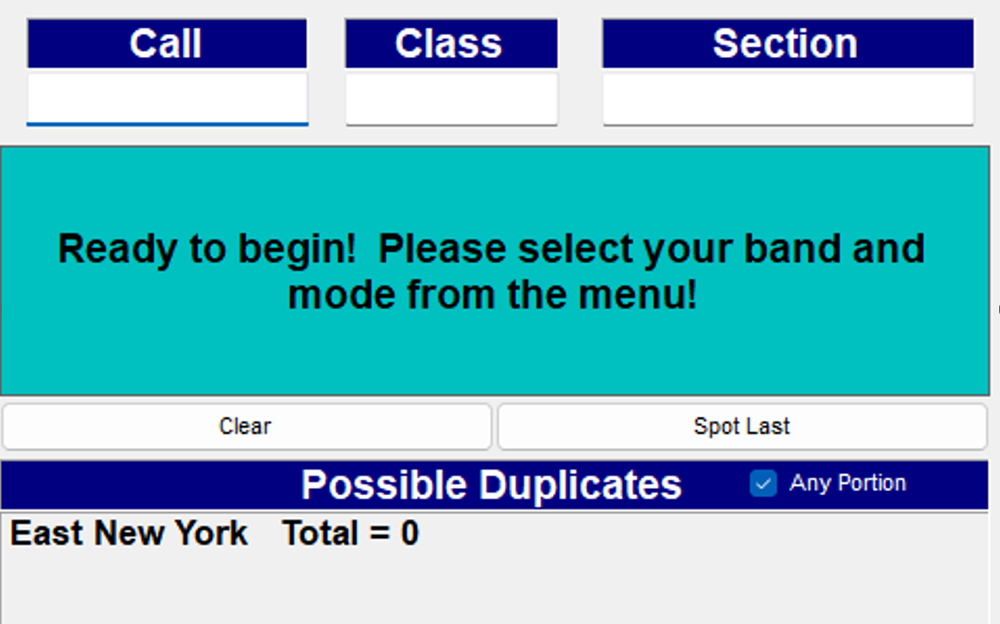 Call Class Section
Ready to begin!  Please select your band and
mode from the menu!
Clear Spot Last
Possible Duplicates Any Portion
East New York Total = 0